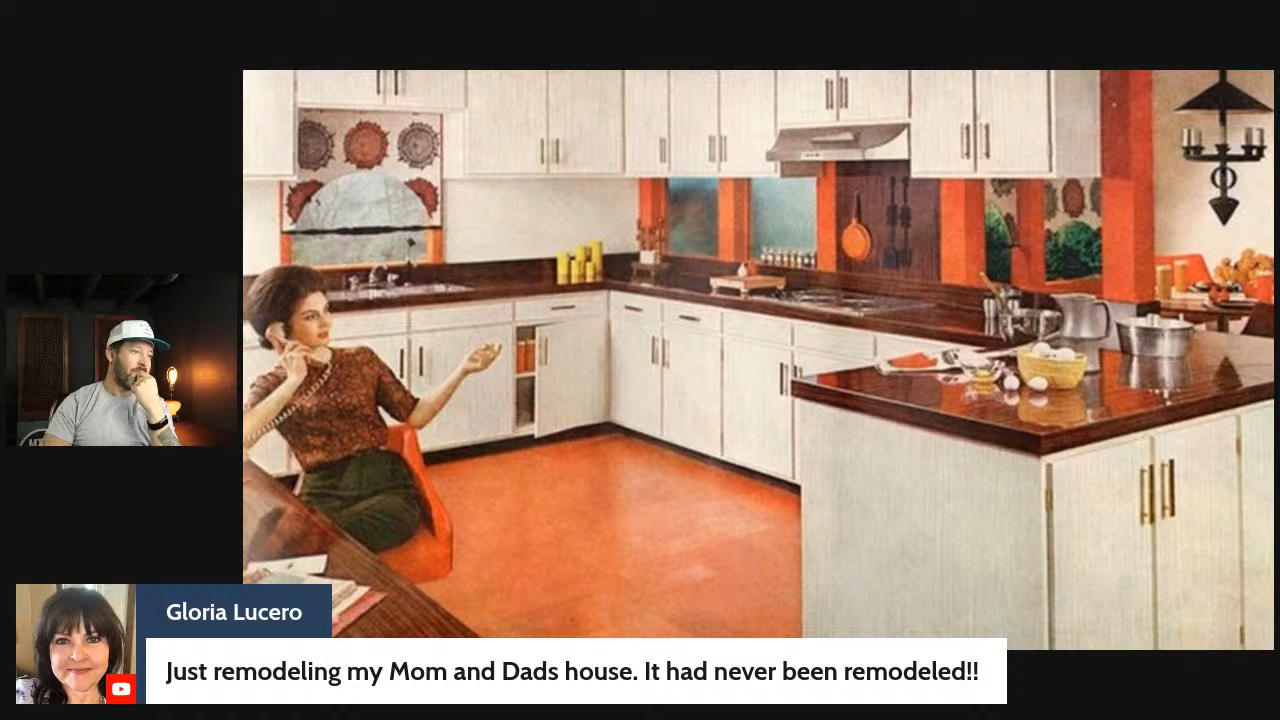 Gloria Lucero
Just remodeling my Mom and Dads house. It had never been remodeled!!